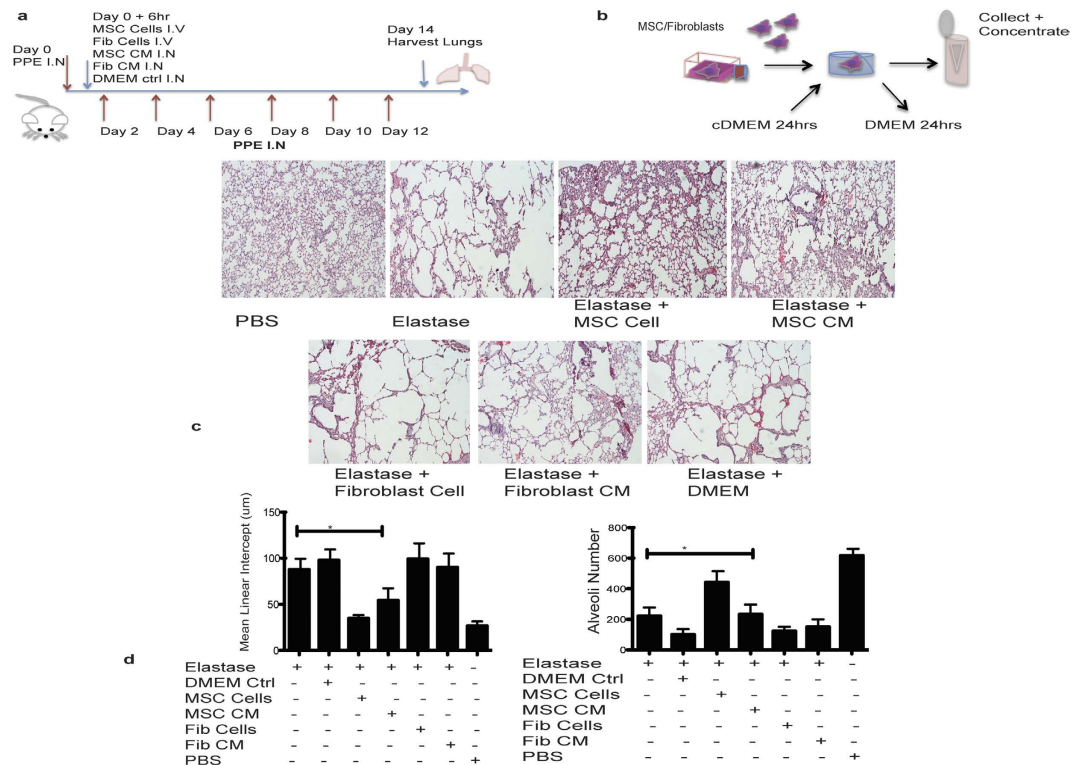 a
Day 0
PPE I.N
Day 0 + 6hr
MSC Cells I.V
Fib Cells I.V
MSC CM I.N
Fib CM I.N
DMEM ctrl I.N
Day 14
Harvest Lungs
Day 2
Day 4
Day 6
Day 8
Day 10
Day 12
PPE I.N
b
MSC/Fibroblasts
Collect +
Concentrate
cDMEM 24hrs
DMEM 24hrs
PBS
Elastase
Elastase +
MSC Cell
Elastase +
MSC CM
c
Elastase +
Fibroblast Cell
Elastase +
Fibroblast CM
Elastase +
DMEM
d
Mean Linear Intercept (um)
150
100
50
0
*
Elastase + + + + + + -
DMEM Ctrl - + - - - - -
MSC Cells - - + - - - -
MSC CM - - - + - - -
Fib Cells - - - - + - -
Fib CM - - - - - + -
PBS - - - - - - +
Alveoli Number
800
600
400
200
0
*
Elastase + + + + + + -
DMEM Ctrl - + - - - - -
MSC Cells - - + - - - -
MSC CM - - - + - - -
Fib Cells - - - - + - -
Fib CM - - - - - + -
PBS - - - - - - +